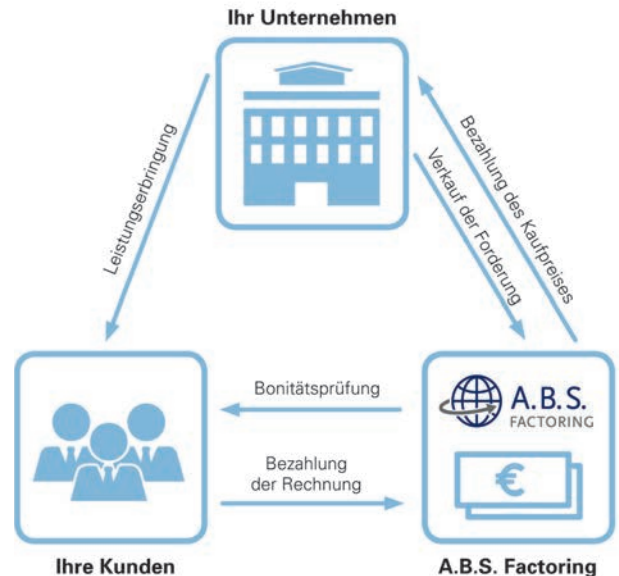 Ihr Unternehmen
Leistungserbringung
Bezahlung des Kaufpreises
Verkauf der Forderung
Bonitätsprüfung
A.B.S.
FACTORING
€
Bezahlung
der Rechnung
Ihre Kunden
A.B.S. Factoring